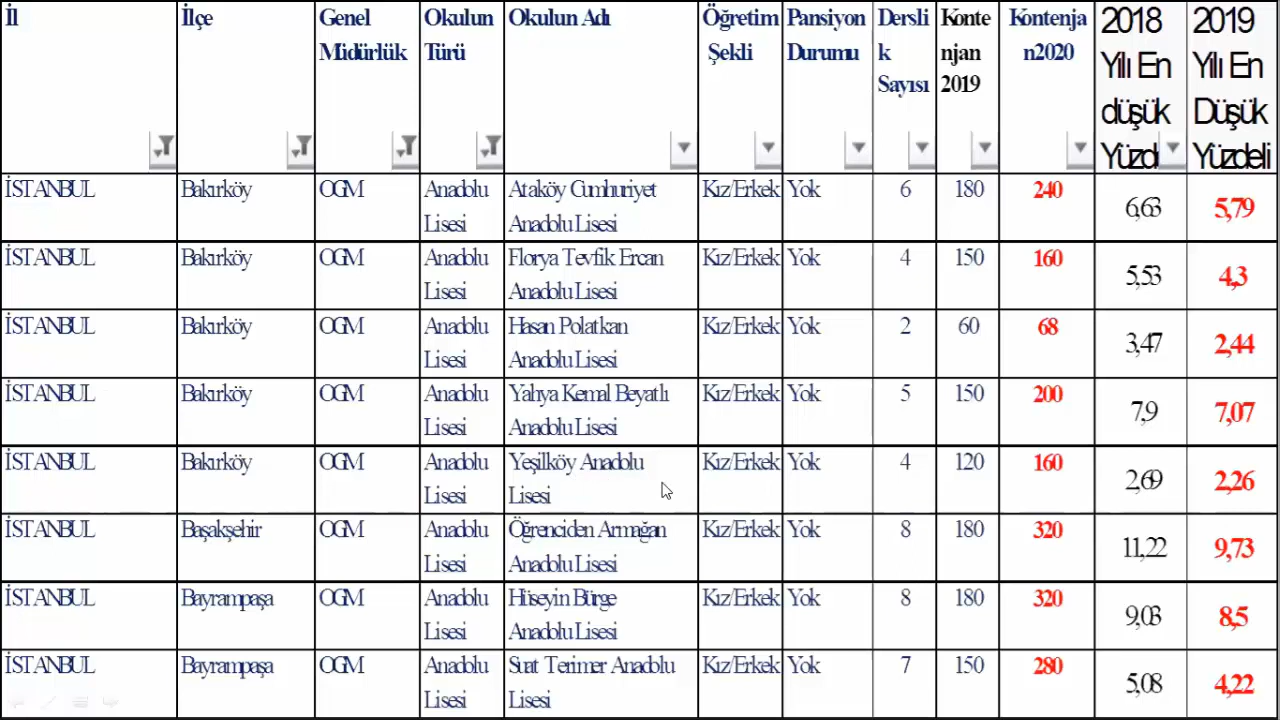 İl İlçe Genel Müdürlük Okulun Türü Okulun Adı Öğretim Şekli Pansiyon Durumu Dersli k Sayısı Konte njan 2019 Kontenja n2020 2018 Yılı En düşük Yüzd 2019 Yılı En Düşük Yüzdeli
İSTANBUL Bakırköy OGM Anadolu Lisesi Ataköy Cumhuriyet Anadolu Lisesi Kız/Erkek Yok 6 180 240 6,63 5,79
İSTANBUL Bakırköy OGM Anadolu Lisesi Florya Tevfik Ercan Anadolu Lisesi Kız/Erkek Yok 4 150 160 5,53 4,3
İSTANBUL Bakırköy OGM Anadolu Lisesi Hasan Polatkan Anadolu Lisesi Kız/Erkek Yok 2 60 68 3,47 2,44
İSTANBUL Bakırköy OGM Anadolu Lisesi Yahya Kemal Beyatlı Anadolu Lisesi Kız/Erkek Yok 5 150 200 7,9 7,07
İSTANBUL Bakırköy OGM Anadolu Lisesi Yeşilköy Anadolu Lisesi Kız/Erkek Yok 4 120 160 2,69 2,26
İSTANBUL Başakşehir OGM Anadolu Lisesi Öğrenciden Armağan Anadolu Lisesi Kız/Erkek Yok 8 180 320 11,22 9,73
İSTANBUL Bayrampaşa OGM Anadolu Lisesi Hüseyin Bürge Anadolu Lisesi Kız/Erkek Yok 8 180 320 9,03 8,5
İSTANBUL Bayrampaşa OGM Anadolu Lisesi Suat Terimer Anadolu Lisesi Kız/Erkek Yok 7 150 280 5,08 4,22